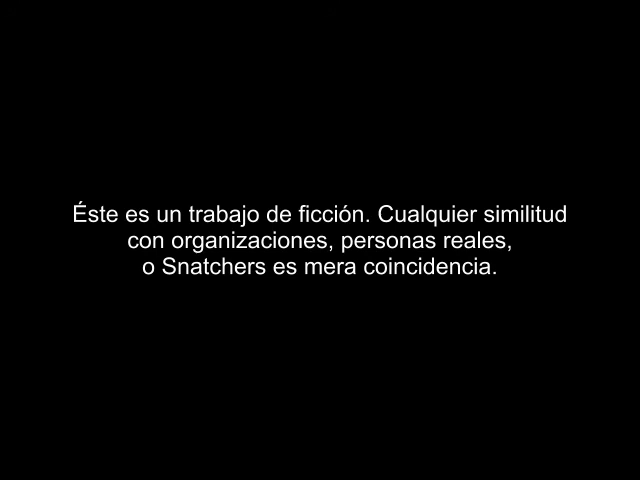 Éste es un trabajo de ficción. Cualquier similitud
con organizaciones, personas reales,
o Snatchers es mera coincidencia.